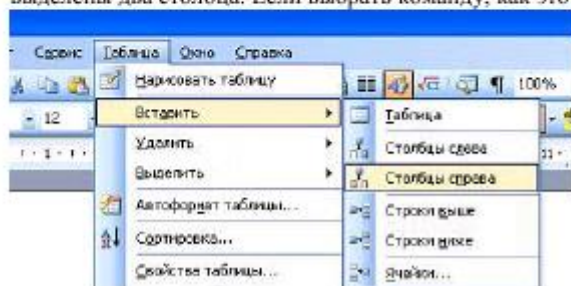 выделены два столбца. Если выбрать команду, как это
Сервис Таблица Окно Справка
Нарисовать таблицу
100%
12
Вставить
Таблица
Удалить
Столбцы слева
Выделить
Столбцы справа
Автоформат таблицы...
Строки выше
Сортировка...
Строки ниже
Свойства таблицы...
Ячейки...